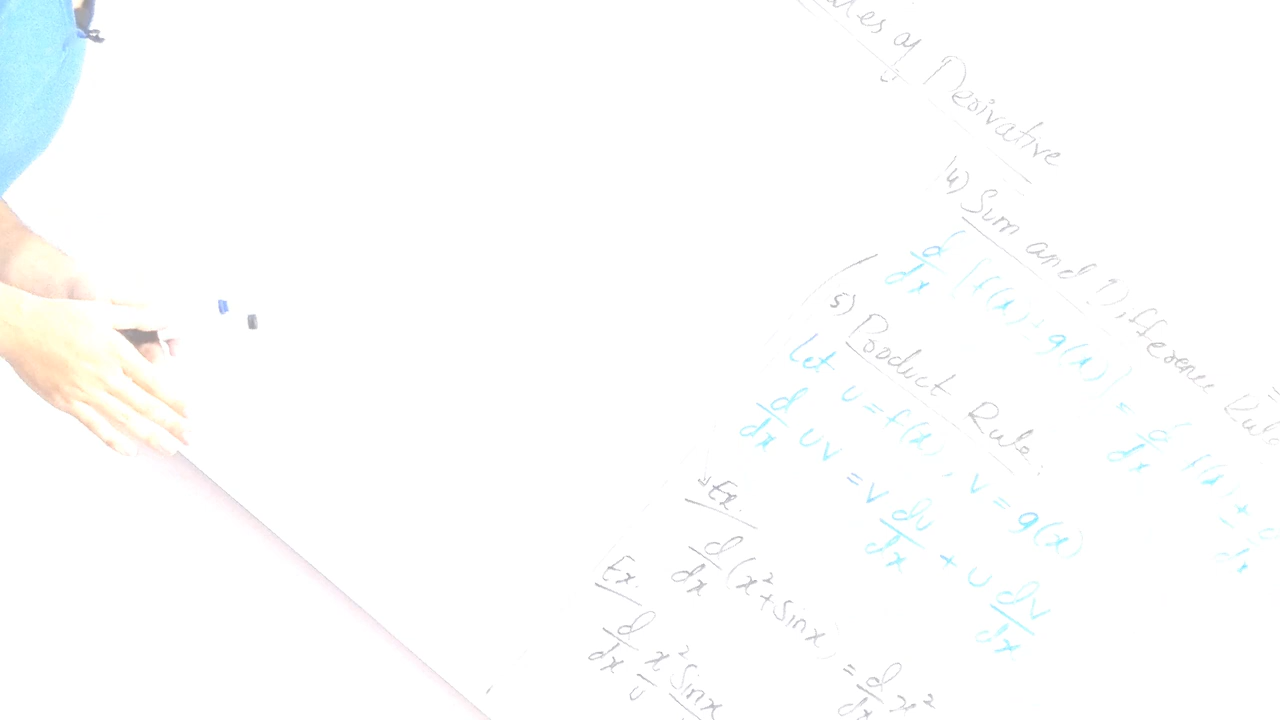 of Derivative
(4) Sum and Difference Rule
d/dx {f(x) ± g(x)} = d/dx f(x) ± d/dx
5) Product Rule:
Let u = f(x), v = g(x)
d/dx uv = v du/dx + u dv/dx
Ex.
d/dx (x² + Sinx) = d/dx x²
Ex.
d/dx x² Sinx
u